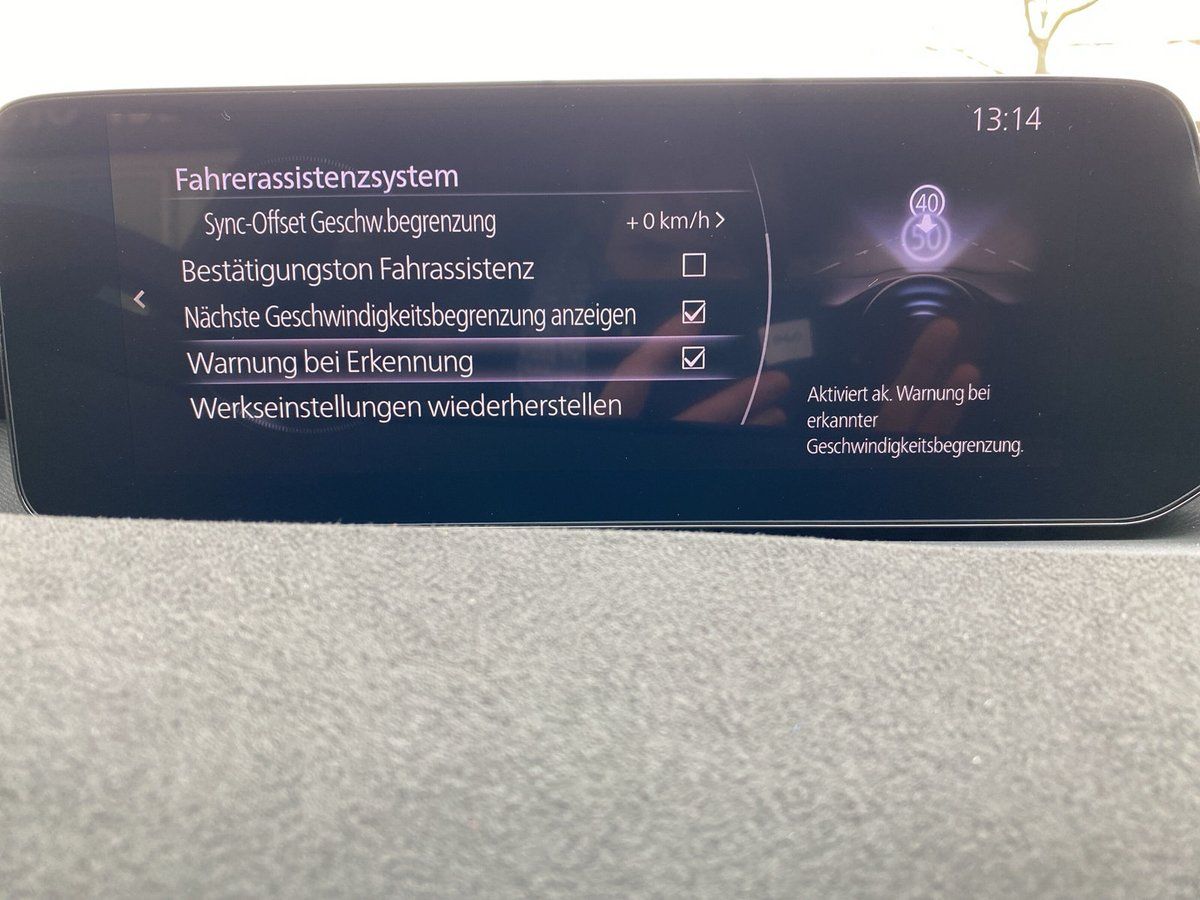 13:14
Fahrerassistenzsystem
Sync-Offset Geschw.begrenzung +0 km/h
Bestätigungston Fahrassistenz
Nächste Geschwindigkeitsbegrenzung anzeigen
Warnung bei Erkennung
Werkseinstellungen wiederherstellen
40
50
Aktiviert ak. Warnung bei
erkannter
Geschwindigkeitsbegrenzung.